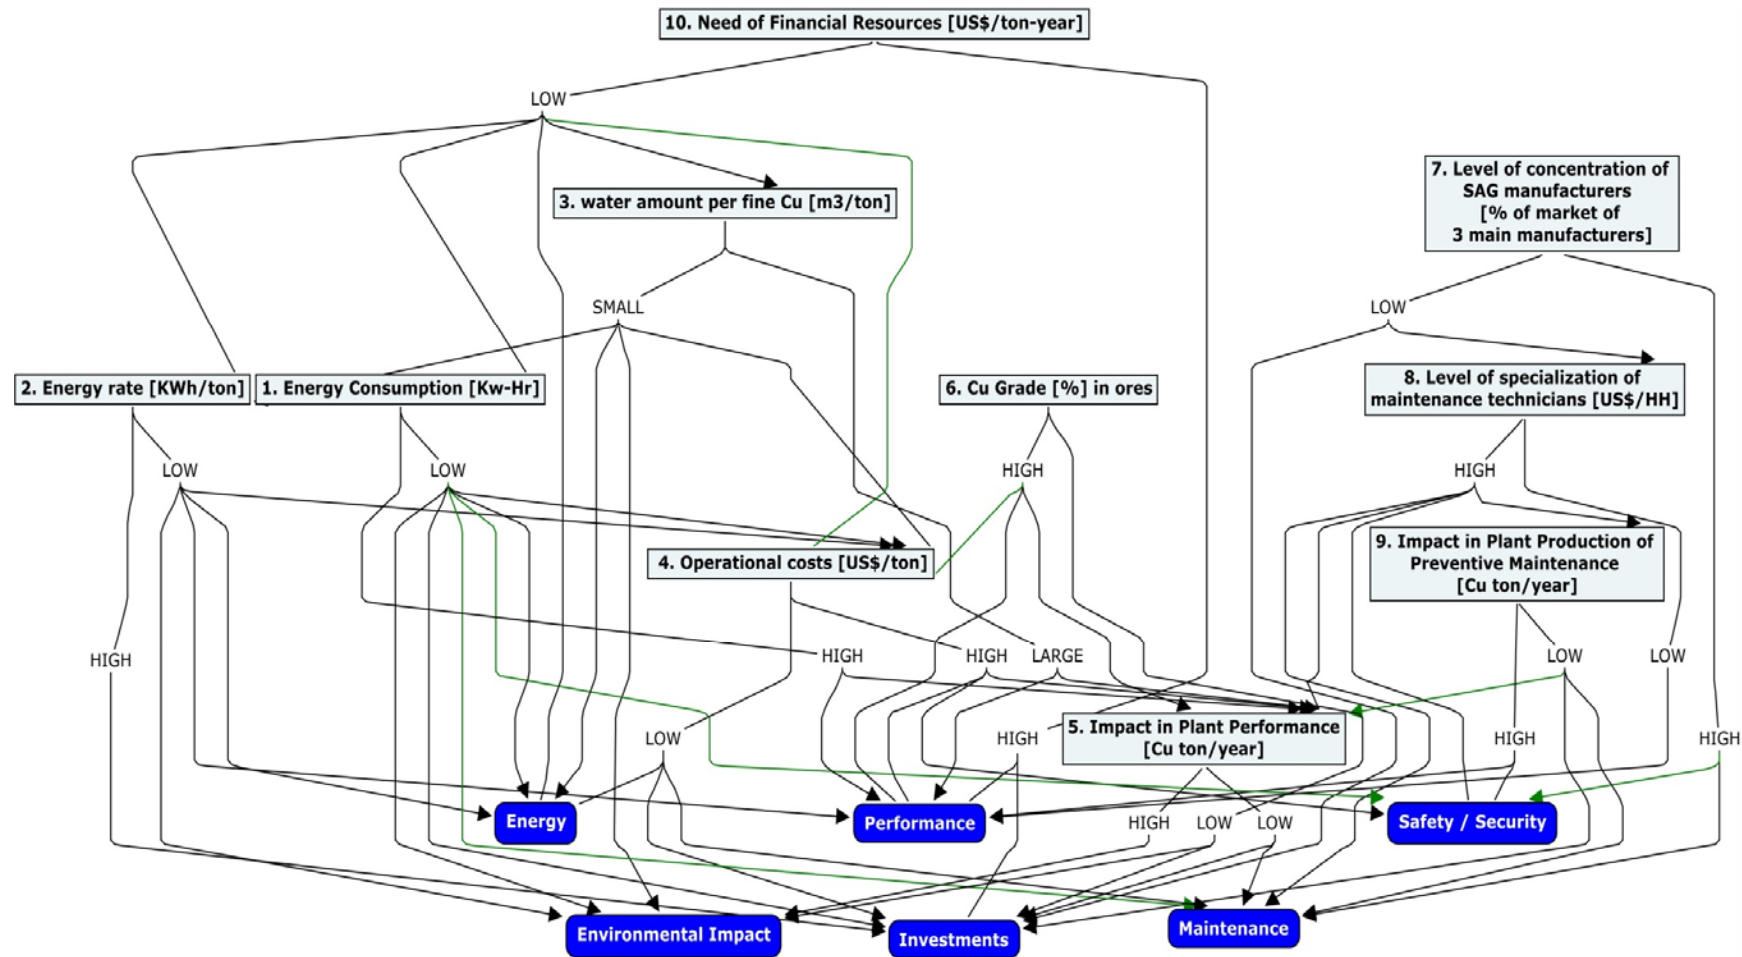 10. Need of Financial Resources [US$/ton-year]
LOW
7. Level of concentration of
SAG manufacturers
[% of market of
3 main manufacturers]
3. water amount per fine Cu [m3/ton]
SMALL
LOW
2. Energy rate [KWh/ton]
1. Energy Consumption [Kw-Hr]
6. Cu Grade [%] in ores
8. Level of specialization of
maintenance technicians [US$/HH]
LOW
LOW
HIGH
HIGH
4. Operational costs [US$/ton]
9. Impact in Plant Production of
Preventive Maintenance
[Cu ton/year]
HIGH
HIGH
HIGH
LARGE
LOW
LOW
LOW
HIGH
5. Impact in Plant Performance
[Cu ton/year]
HIGH
HIGH
Energy
Performance
HIGH
LOW
LOW
Safety / Security
Environmental Impact
Investments
Maintenance